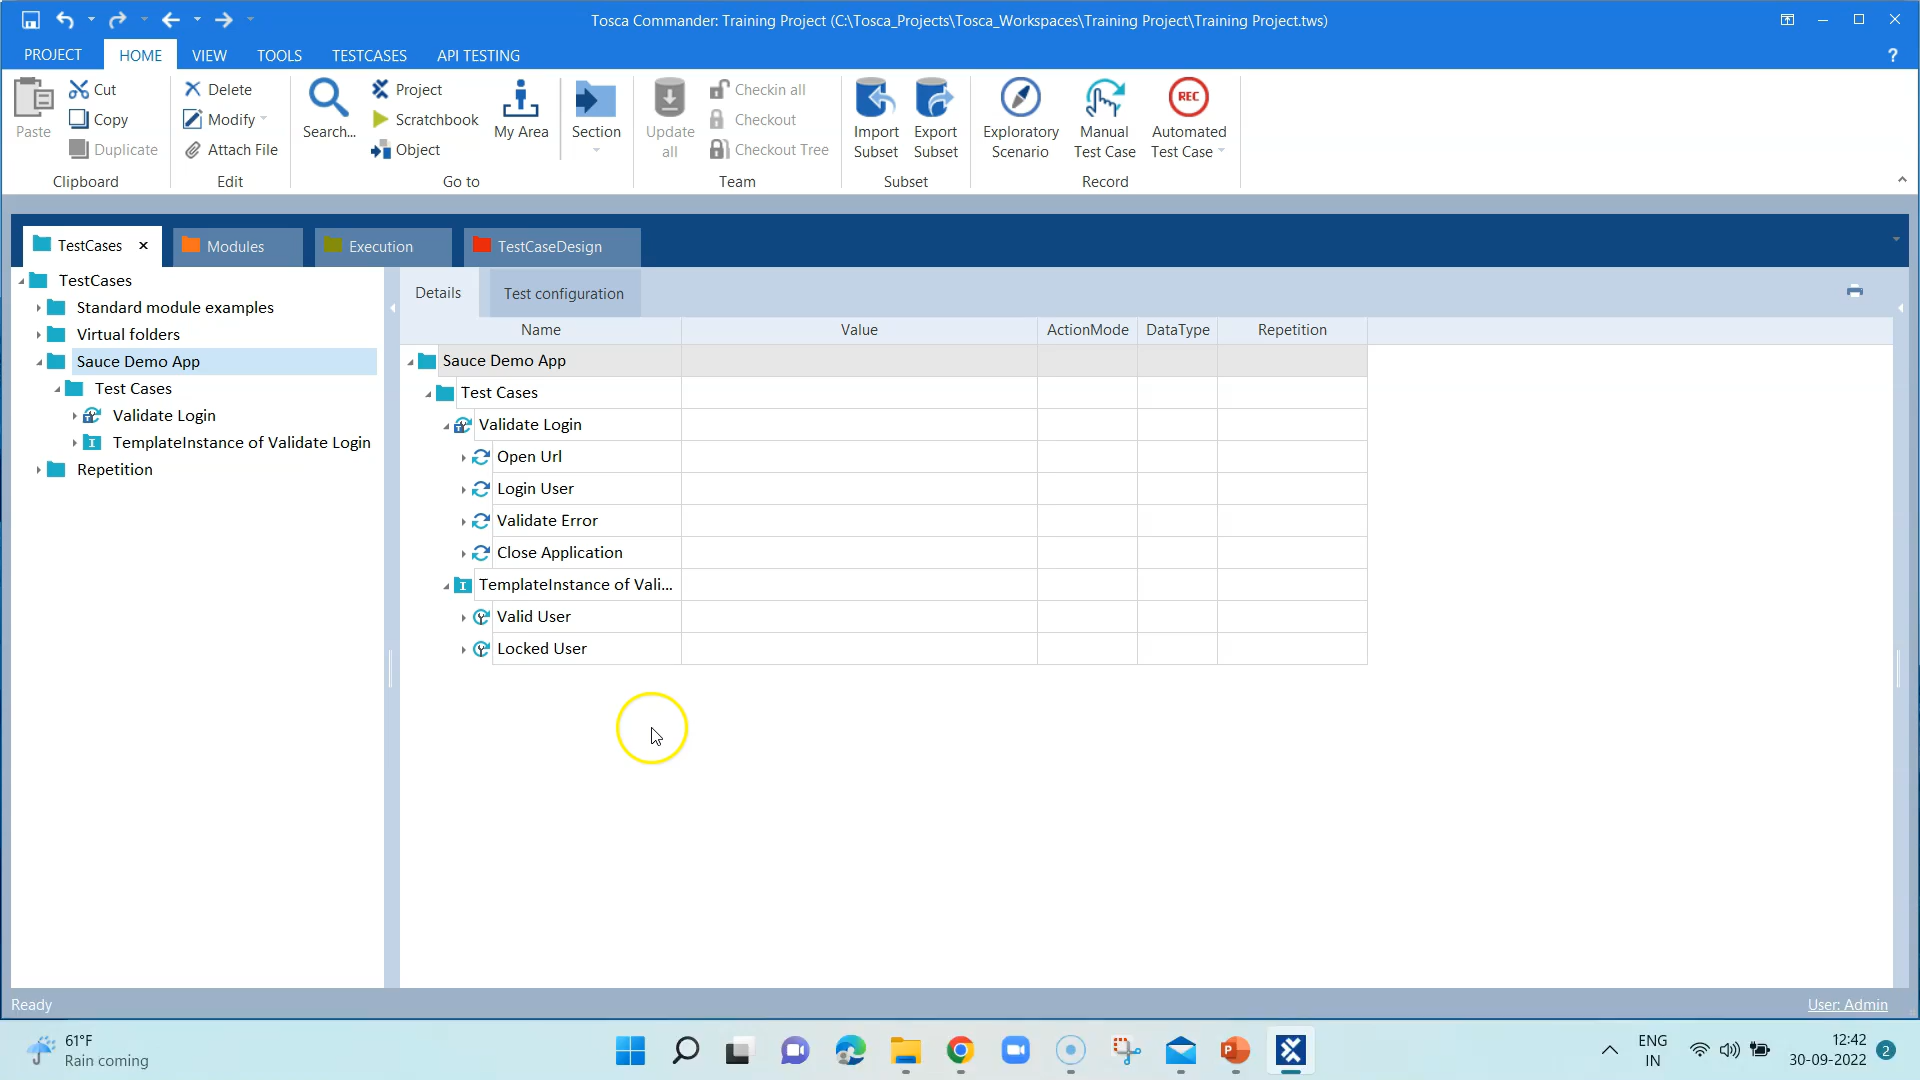 Tosca Commander: Training Project (C:\Tosca_Projects\Tosca_Workspaces\Training Project\Training Project.tws)
PROJECT HOME VIEW TOOLS TESTCASES API TESTING ?
Paste
Cut
Copy
Duplicate
Clipboard
Delete
Modify
Attach File
Edit
Search...
Project
Scratchbook
Object
My Area
Section
Go to
Update
all
Checkin all
Checkout
Checkout Tree
Team
Import
Subset
Export
Subset
Subset
Exploratory
Scenario
Manual
Test Case
REC
Automated
Test Case
Record
TestCases × Modules Execution TestCaseDesign
TestCases
Standard module examples
Virtual folders
Sauce Demo App
Test Cases
Validate Login
TemplateInstance of Validate Login
Repetition
Details Test configuration
Name Value ActionMode DataType Repetition
Sauce Demo App
Test Cases
Validate Login
Open Url
Login User
Validate Error
Close Application
TemplateInstance of Vali...
Valid User
Locked User
Ready
User: Admin
61°F
Rain coming
ENG
IN
12:42
30-09-2022
2